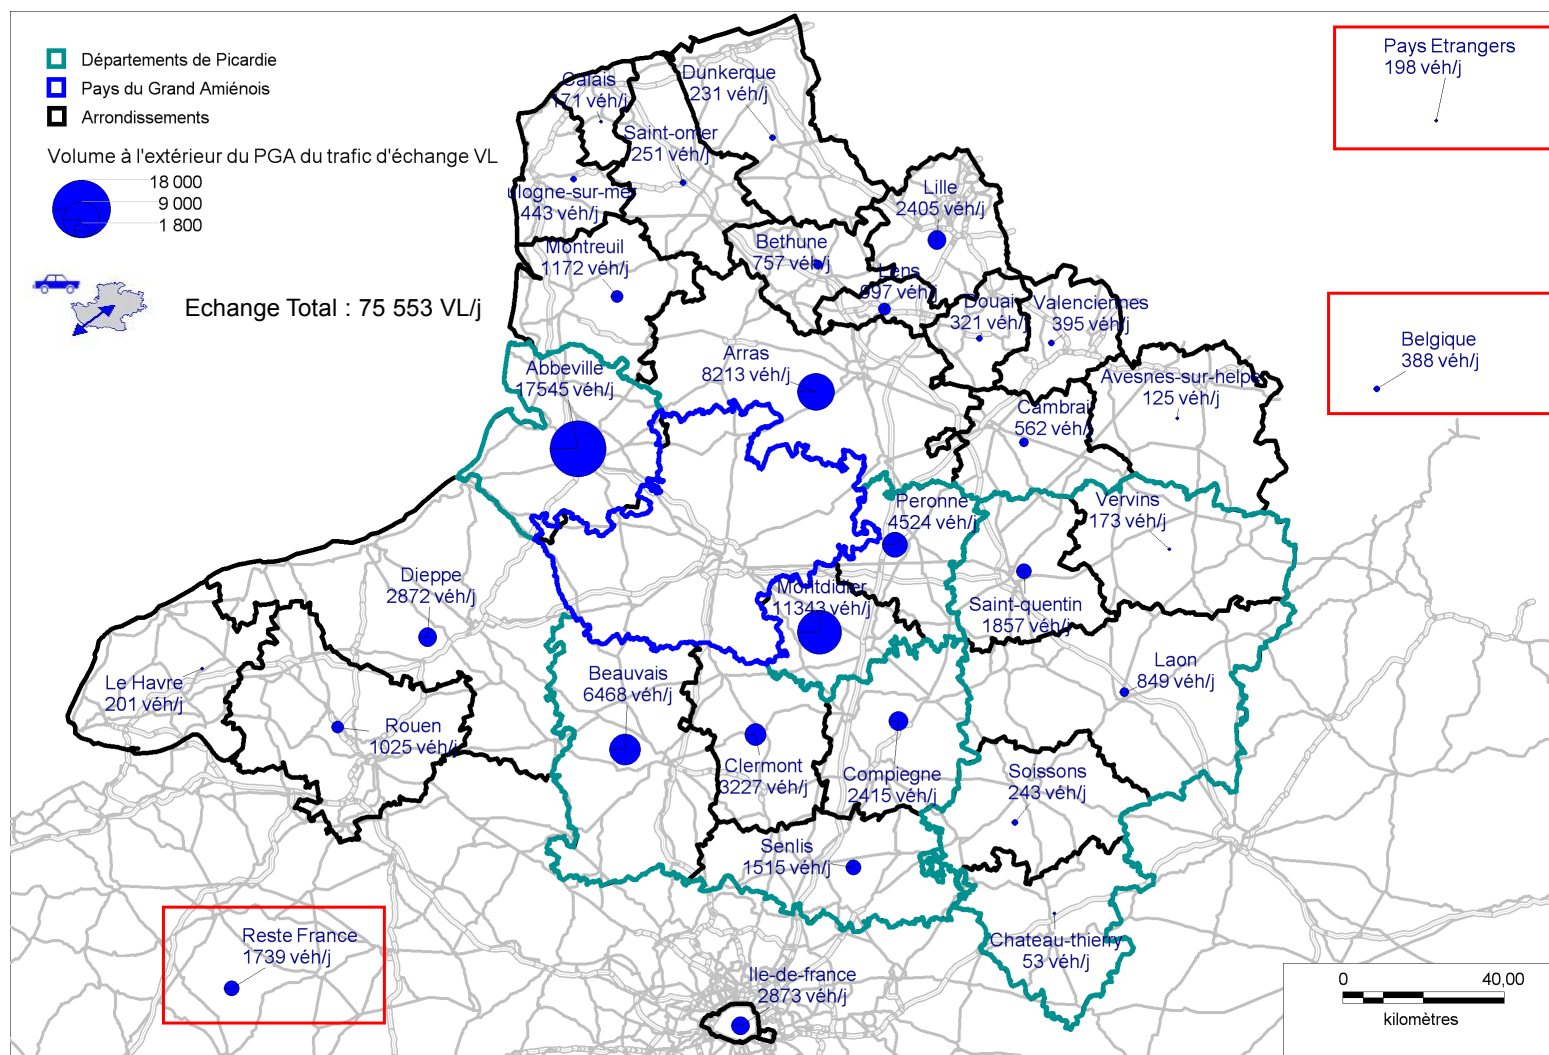 Départements de Picardie
Pays du Grand Amiénois
Arrondissements
Volume à l'extérieur du PGA du trafic d'échange VL
18 000
9 000
1 800
Echange Total : 75 553 VL/j
Pays Etrangers
198 véh/j
Calais
171 véh/j
Dunkerque
231 véh/j
Saint-omer
251 véh/j
ulogne-sur-mer
443 véh/j
Lille
2405 véh/j
Montreuil
1172 véh/j
Bethune
757 véh/j
Lens
997 véh/j
Douai
321 véh/j
Valenciennes
395 véh/j
Belgique
388 véh/j
Abbeville
17545 véh/j
Arras
8213 véh/j
Avesnes-sur-helpe
125 véh/j
Cambrai
562 véh/j
Peronne
4524 véh/j
Vervins
173 véh/j
Dieppe
2872 véh/j
Montdidier
11343 véh/j
Saint-quentin
1857 véh/j
Le Havre
201 véh/j
Beauvais
6468 véh/j
Laon
849 véh/j
Rouen
1025 véh/j
Clermont
3227 véh/j
Compiegne
2415 véh/j
Soissons
243 véh/j
Senlis
1515 véh/j
Reste France
1739 véh/j
Chateau-thierry
53 véh/j
Ile-de-france
2873 véh/j
0 40,00
kilomètres